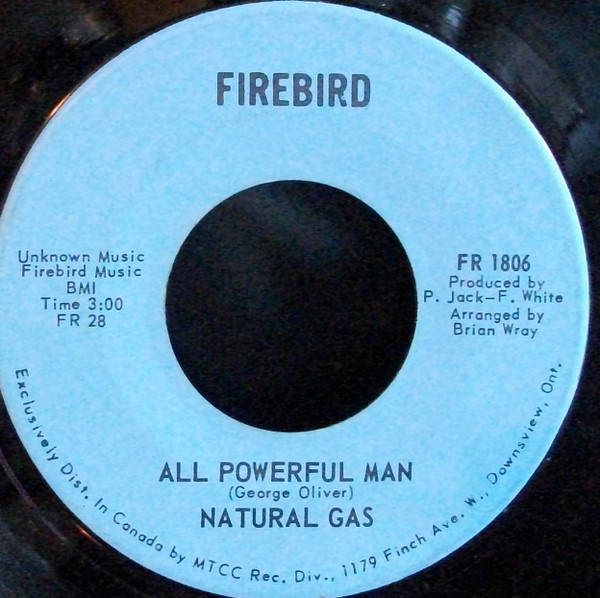 FIREBIRD
Unknown Music
Firebird Music
BMI
Time 3:00
FR 28
FR 1806
Produced by
P. Jack-F. White
Arranged by
Brian Wray
ALL POWERFUL MAN
(George Oliver)
NATURAL GAS
Exclusively Dist. In Canada by MTCC Rec. Div., 1179 Finch Ave. W., Downsview, Ont.